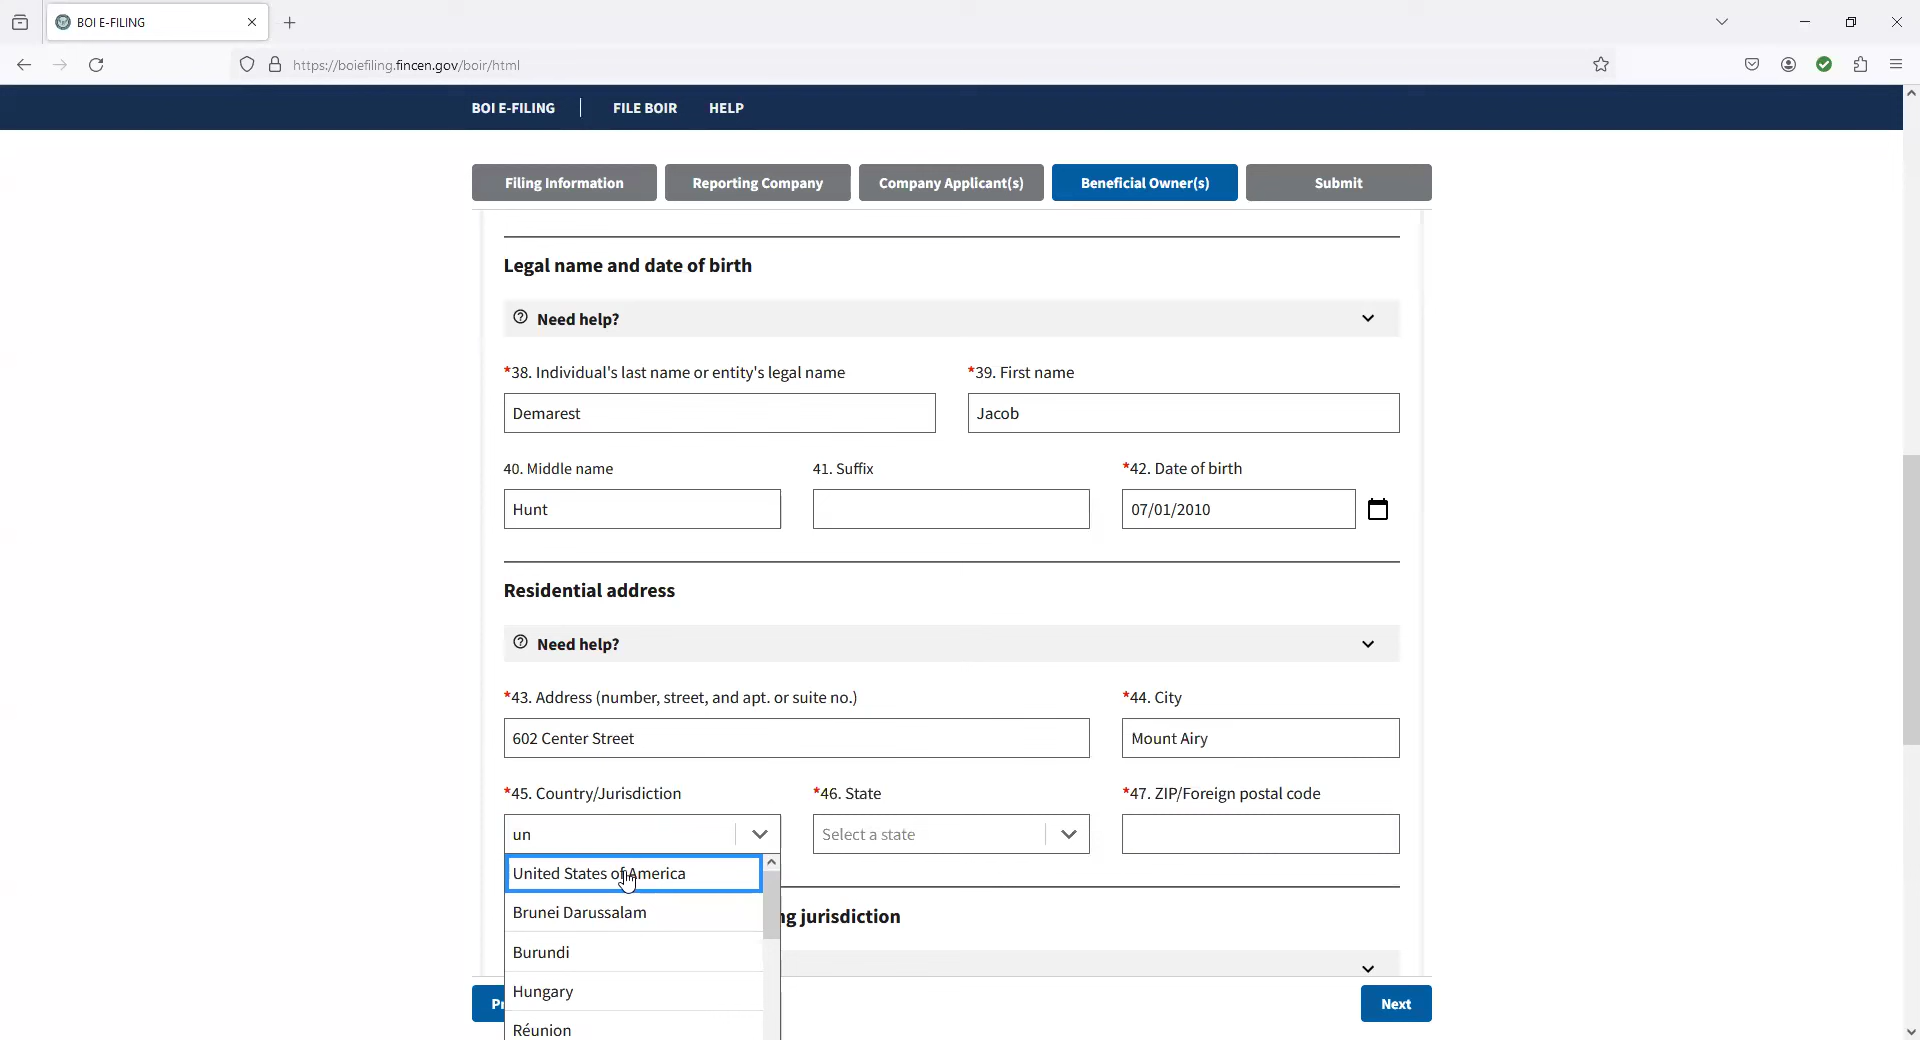 BOI E-FILING
https://boiefiling.fincen.gov/boir/html
BOI E-FILING FILE BOIR HELP
Filing Information Reporting Company Company Applicant(s) Beneficial Owner(s) Submit
Legal name and date of birth
Need help?
*38. Individual's last name or entity's legal name *39. First name
Demarest Jacob
40. Middle name 41. Suffix *42. Date of birth
Hunt 07/01/2010
Residential address
Need help?
*43. Address (number, street, and apt. or suite no.) *44. City
602 Center Street Mount Airy
*45. Country/Jurisdiction *46. State *47. ZIP/Foreign postal code
un Select a state
United States of America
Brunei Darussalam
jurisdiction
Burundi
Hungary
Next
Réunion